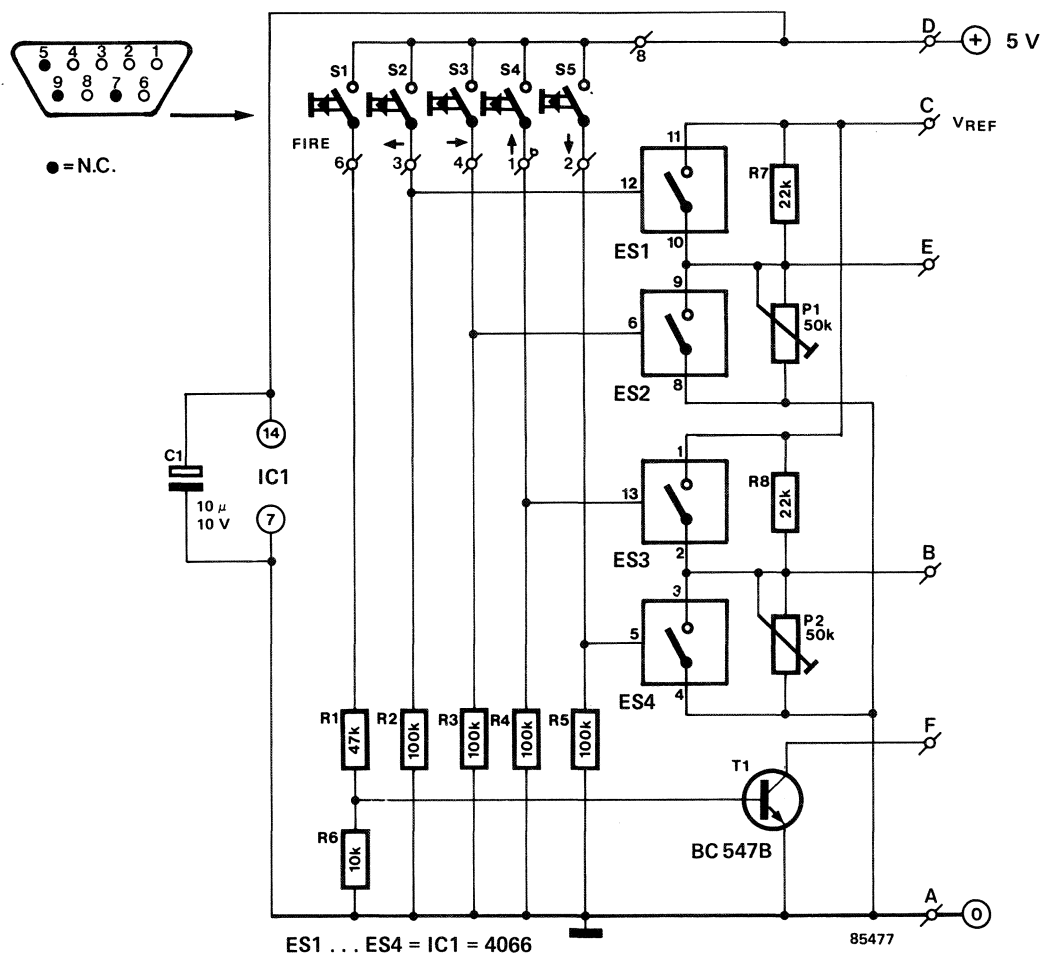 D
+ 5 V
5 4 3 2 1
9 8 7 6
● = N.C.
8
S1 S2 S3 S4 S5
FIRE
6 3 4 1 2
C
VREF
11
12
10
ES1
R7
22k
E
9
6
8
ES2
P1
50k
14
C1
IC1
10 μ
10 V
7
1
13
2
ES3
R8
22k
B
3
5
4
ES4
P2
50k
R1
47k
R2
100k
R3
100k
R4
100k
R5
100k
F
T1
BC 547B
R6
10k
A
0
85477
ES1 ... ES4 = IC1 = 4066